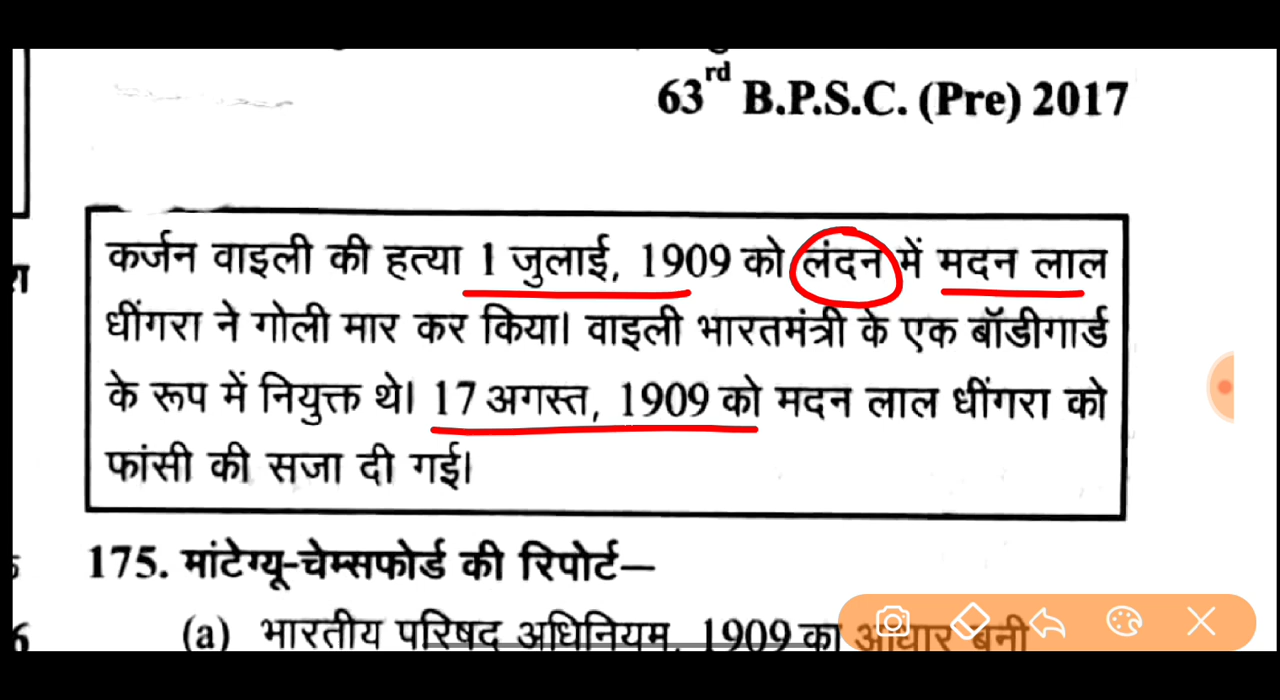 63rd B.P.S.C. (Pre) 2017
कर्जन वाइली की हत्या 1 जुलाई, 1909 को लंदन में मदन लाल
धींगरा ने गोली मार कर किया। वाइली भारतमंत्री के एक बॉडीगार्ड
के रूप में नियुक्त थे। 17 अगस्त, 1909 को मदन लाल धींगरा को
फांसी की सजा दी गई।
175. मांटेग्यू-चेम्सफोर्ड की रिपोर्ट—
(a) भारतीय परिषद अधिनियम, 1909 का आधार बनी